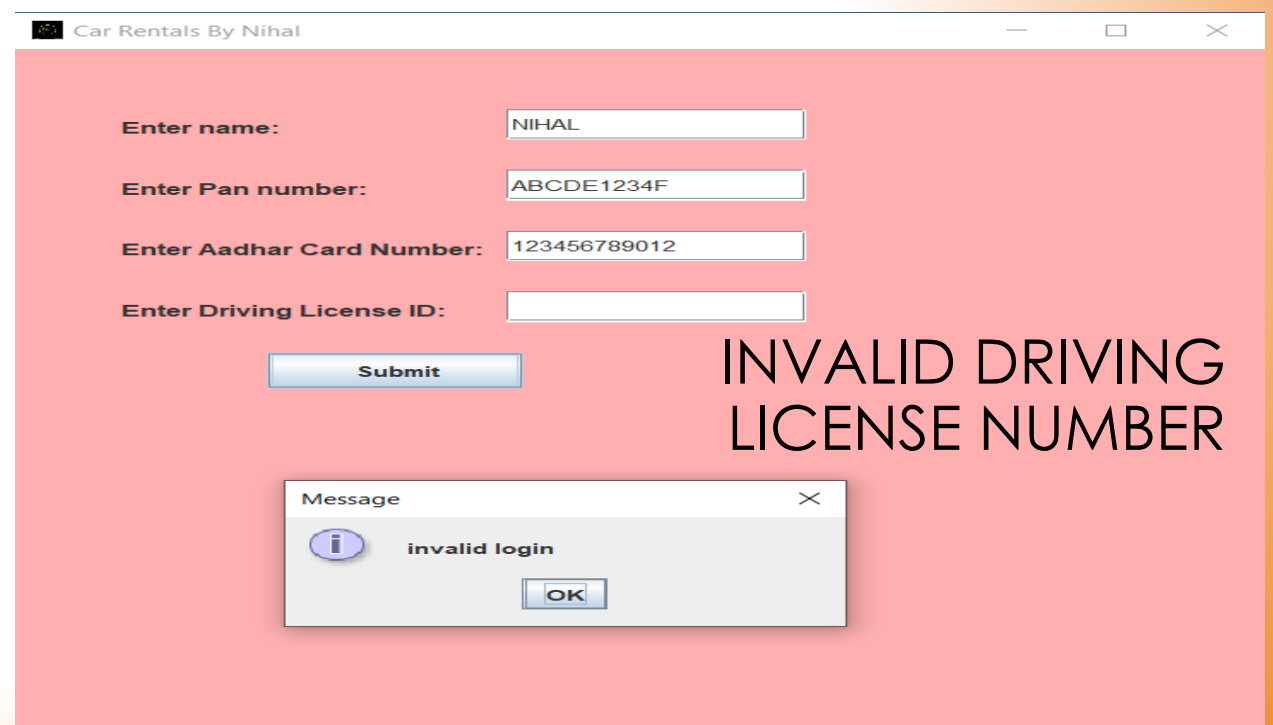 Car Rentals By Nihal
Enter name: NIHAL
Enter Pan number: ABCDE1234F
Enter Aadhar Card Number: 123456789012
Enter Driving License ID:
Submit
INVALID DRIVING
LICENSE NUMBER
Message
invalid login
OK